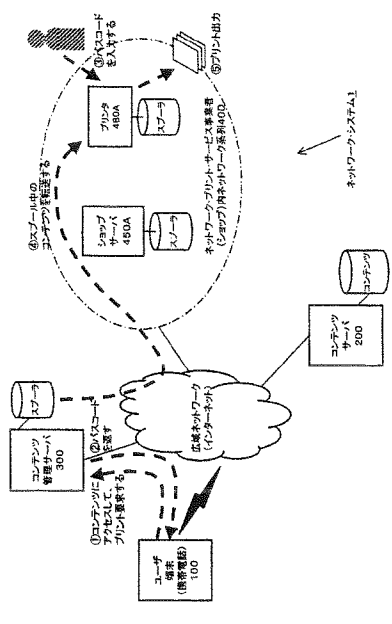 ③パスコード
を入力する
④スプール中の
コンテンツを転送する
⑤プリント出力
プリンタ
480A
スプーラ
ショップ
サーバ
450A
スプーラ
ネットワーク・プリント・サービス事業者
(ショップ)内ネットワーク系列400
ネットワーク・システム1
スプーラ
コンテンツ
管理サーバ
300
②パスコード
を返す
①コンテンツに
アクセスして、
プリント要求する
広域ネットワーク
(インターネット)
コンテンツ
コンテンツ
サーバ
200
ユーザ
端末
(携帯電話)
100